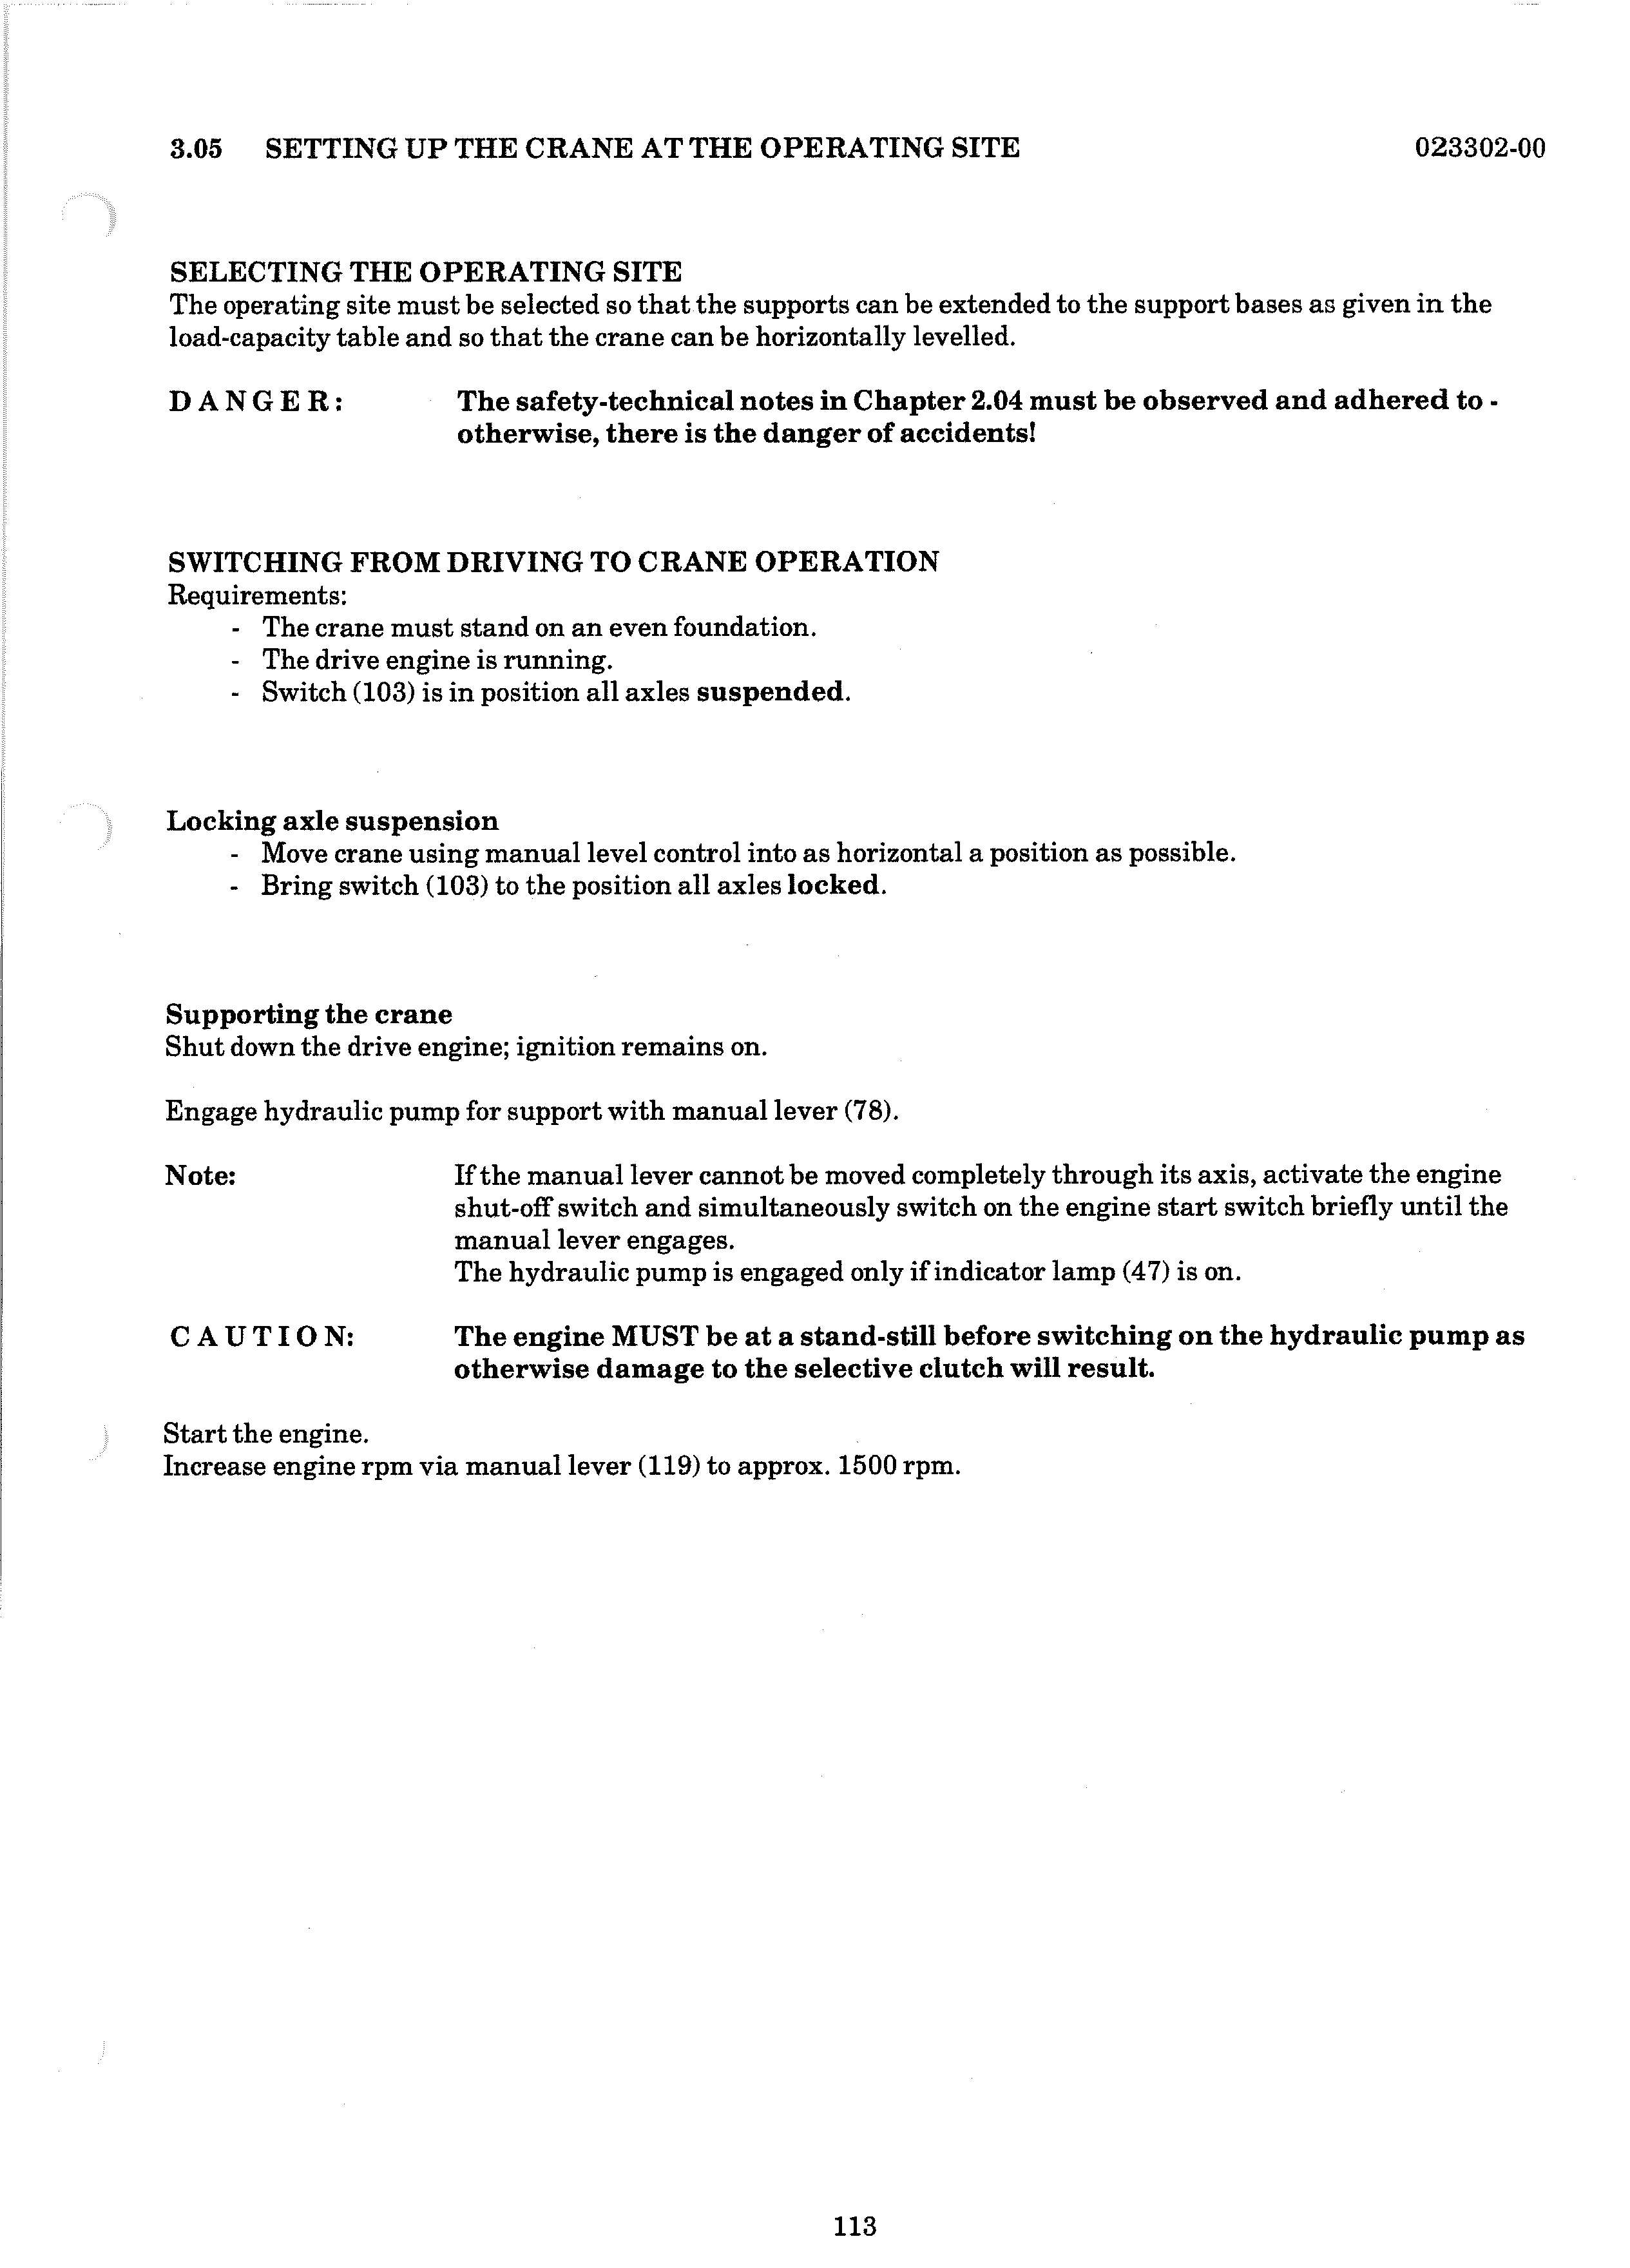 3.05 SETTING UP THE CRANE AT THE OPERATING SITE 023302-00
SELECTING THE OPERATING SITE
The operating site must be selected so that the supports can be extended to the support bases as given in the
load-capacity table and so that the crane can be horizontally levelled.
D A N G E R : The safety-technical notes in Chapter 2.04 must be observed and adhered to -
otherwise, there is the danger of accidents!
SWITCHING FROM DRIVING TO CRANE OPERATION
Requirements:
- The crane must stand on an even foundation.
- The drive engine is running.
- Switch (103) is in position all axles suspended.
Locking axle suspension
- Move crane using manual level control into as horizontal a position as possible.
- Bring switch (103) to the position all axles locked.
Supporting the crane
Shut down the drive engine; ignition remains on.
Engage hydraulic pump for support with manual lever (78).
Note: If the manual lever cannot be moved completely through its axis, activate the engine
shut-off switch and simultaneously switch on the engine start switch briefly until the
manual lever engages.
The hydraulic pump is engaged only if indicator lamp (47) is on.
C A U T I O N: The engine MUST be at a stand-still before switching on the hydraulic pump as
otherwise damage to the selective clutch will result.
Start the engine.
Increase engine rpm via manual lever (119) to approx. 1500 rpm.
113